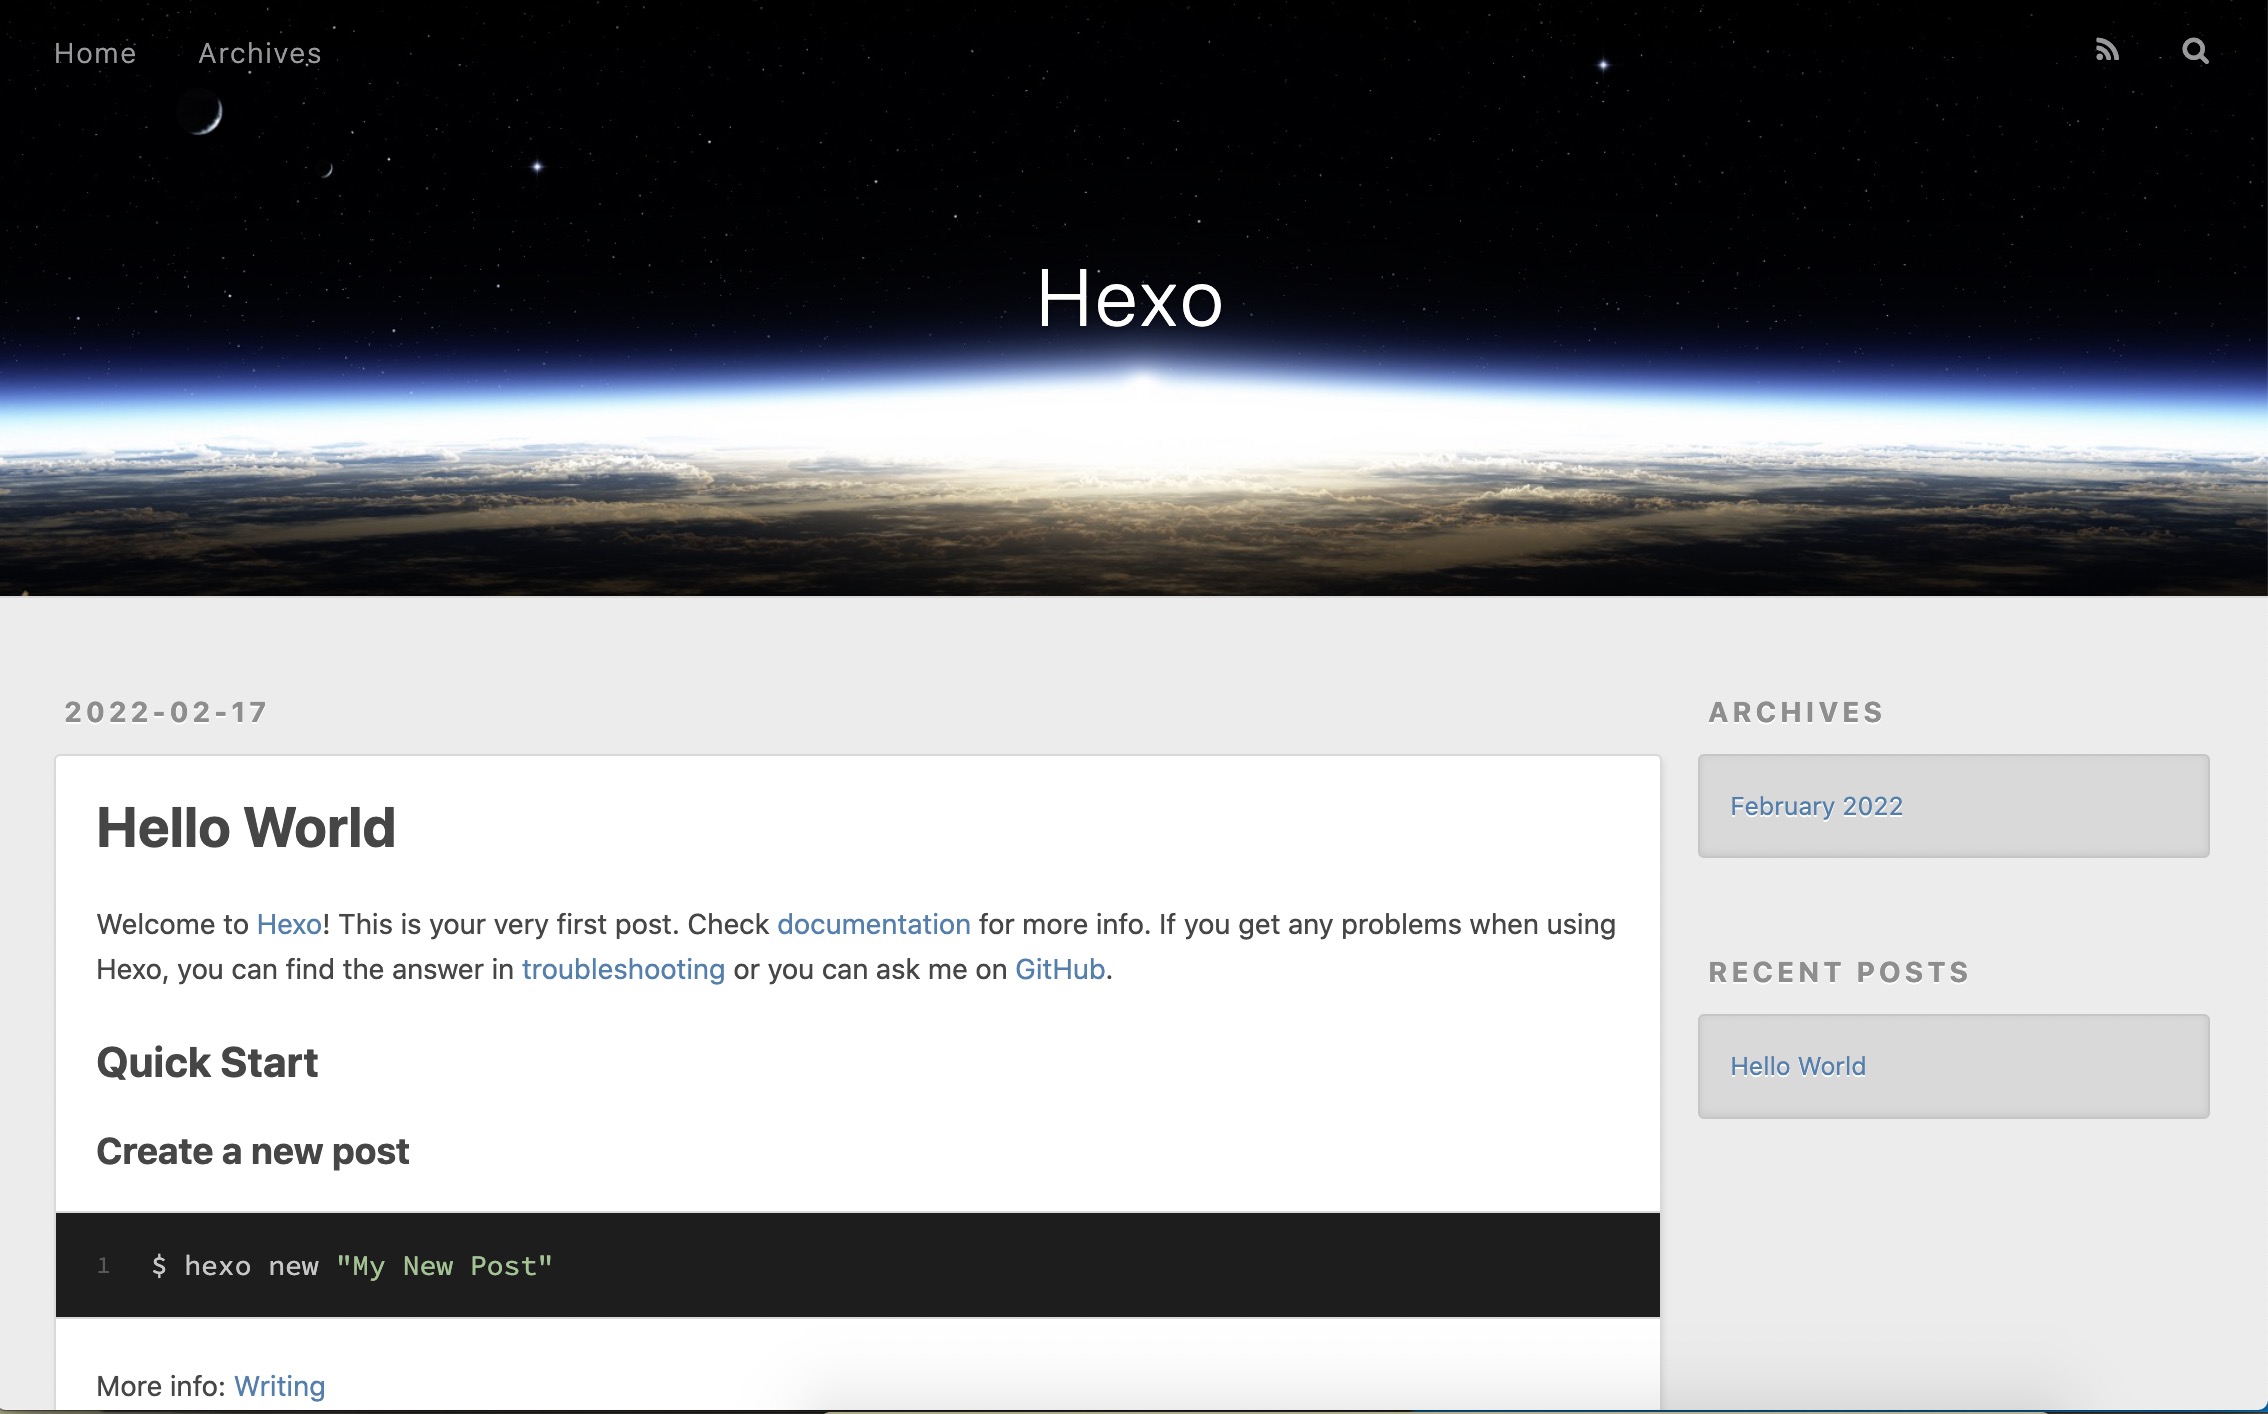 Home Archives
Hexo
2022-02-17
Hello World
Welcome to Hexo! This is your very first post. Check documentation for more info. If you get any problems when using
Hexo, you can find the answer in troubleshooting or you can ask me on GitHub.
Quick Start
Create a new post
1 $ hexo new "My New Post"
More info: Writing
ARCHIVES
February 2022
RECENT POSTS
Hello World